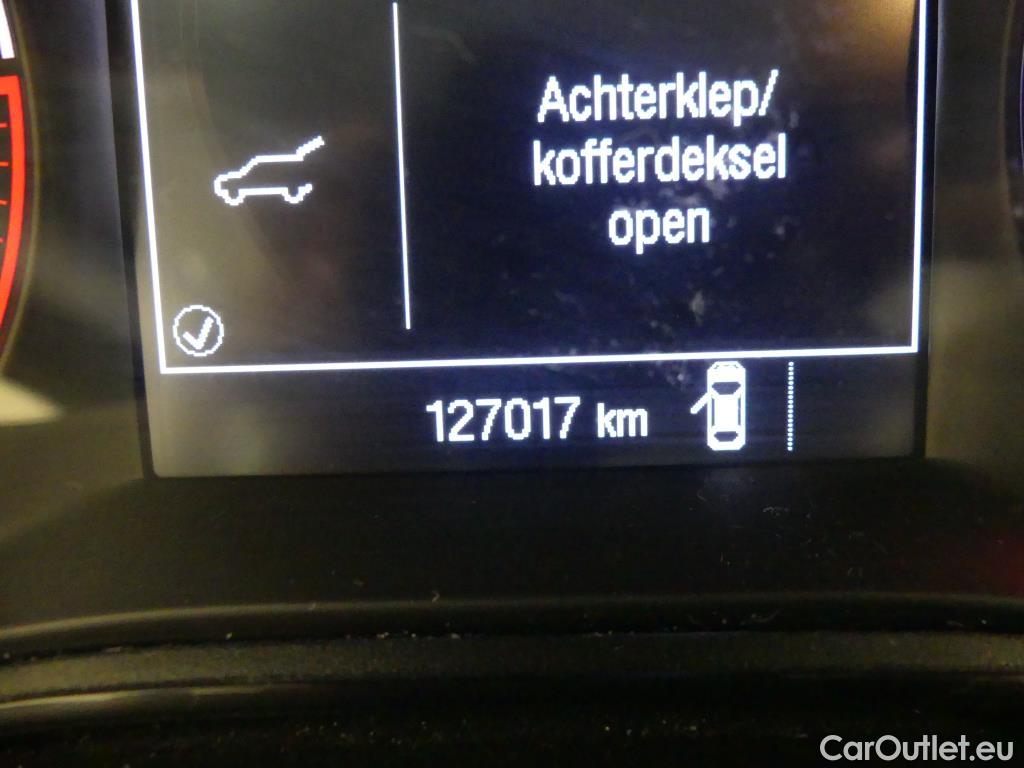 Achterklep/
kofferdeksel
open
127017 km
CarOutlet.eu